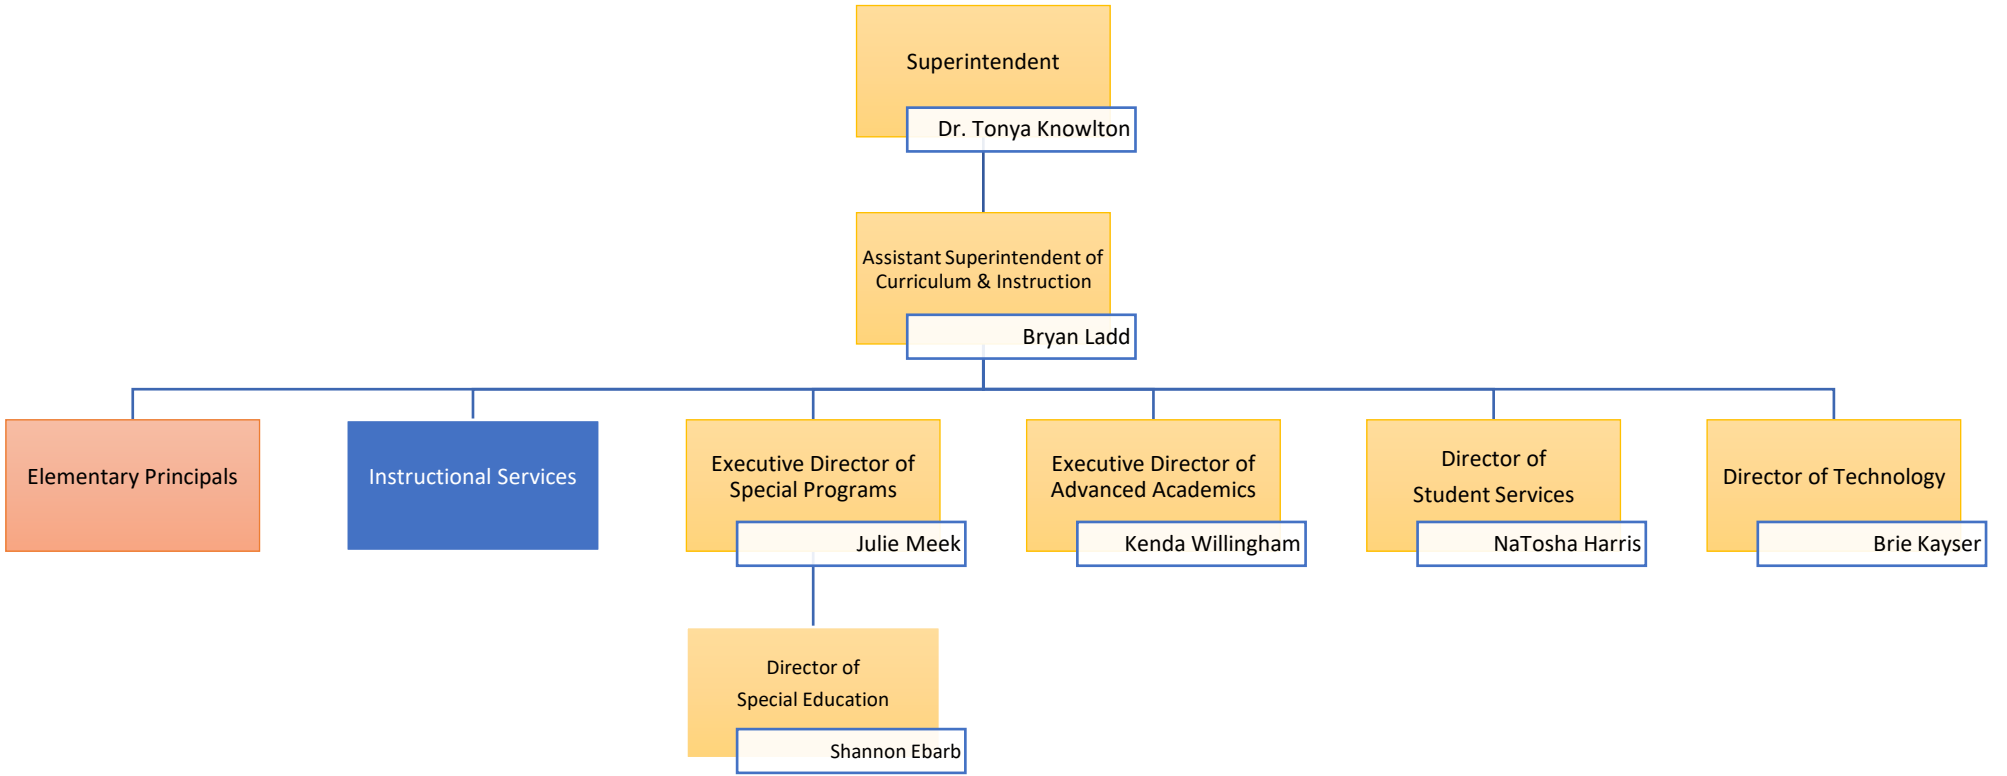 Superintendent
Dr. Tonya Knowlton
Assistant Superintendent of
Curriculum & Instruction
Bryan Ladd
Elementary Principals
Instructional Services
Executive Director of
Special Programs
Julie Meek
Executive Director of
Advanced Academics
Kenda Willingham
Director of
Student Services
NaTosha Harris
Director of Technology
Brie Kayser
Director of
Special Education
Shannon Ebarb